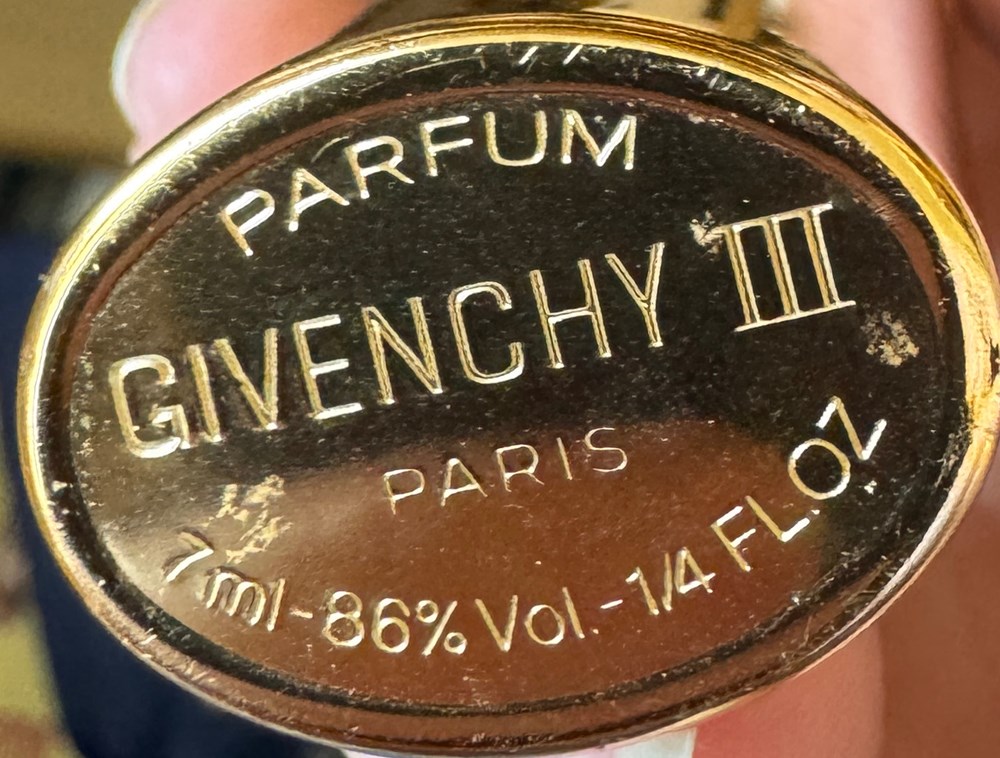 PARFUM
GIVENCHY III
PARIS
7 ml - 86% Vol. - 1/4 FL.OZ